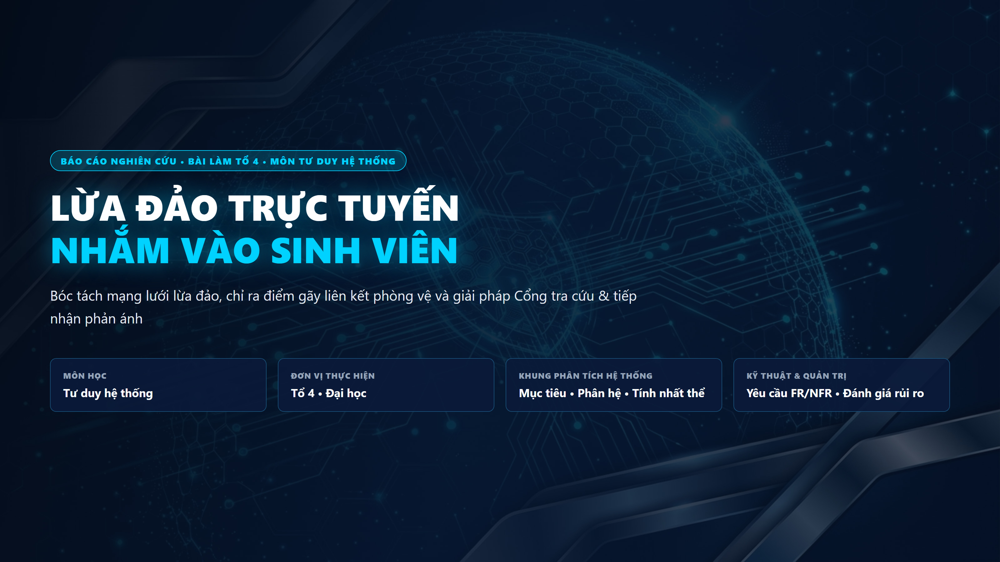 BÁO CÁO NGHIÊN CỨU • BÀI LÀM TỔ 4 • MÔN TƯ DUY HỆ THỐNG
LỪA ĐẢO TRỰC TUYẾN
NHẮM VÀO SINH VIÊN
Bóc tách mạng lưới lừa đảo, chỉ ra điểm gãy liên kết phòng vệ và giải pháp Cổng tra cứu & tiếp
nhận phản ánh
MÔN HỌC
Tư duy hệ thống
ĐƠN VỊ THỰC HIỆN
Tổ 4 • Đại học
KHUNG PHÂN TÍCH HỆ THỐNG
Mục tiêu • Phân hệ • Tính nhất thể
KỸ THUẬT & QUẢN TRỊ
Yêu cầu FR/NFR • Đánh giá rủi ro